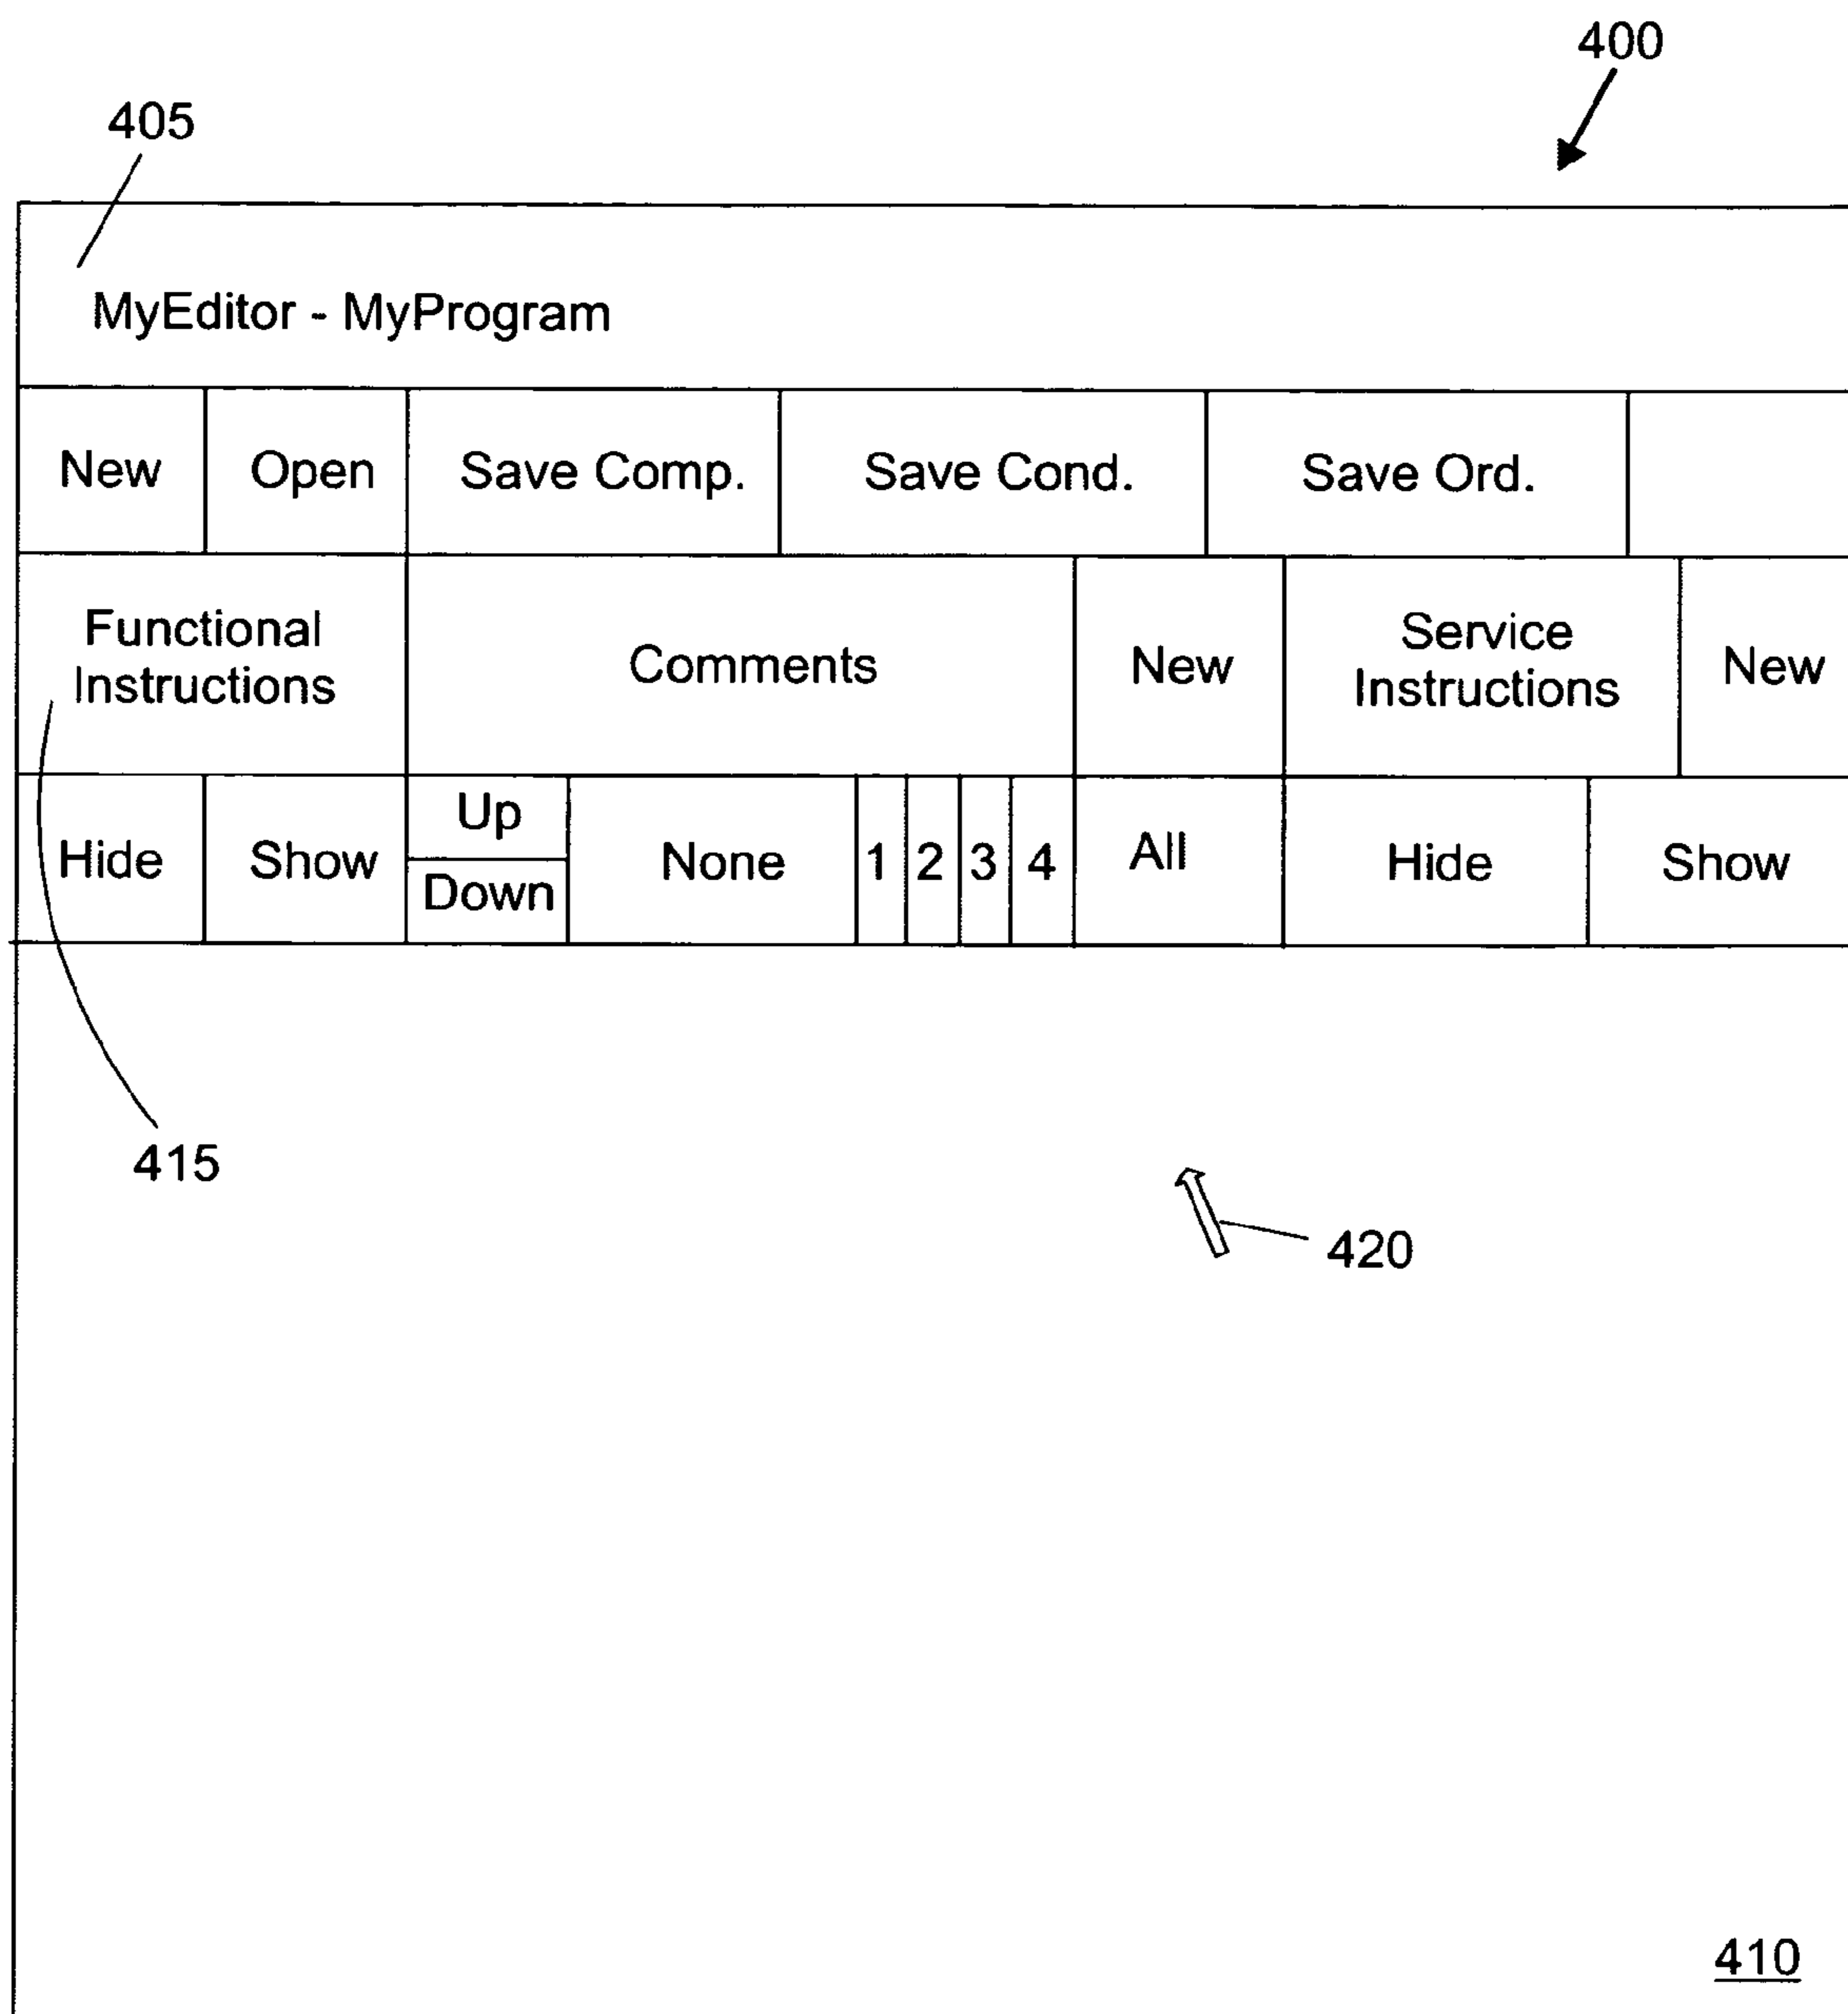 400
405
MyEditor - MyProgram
New Open Save Comp. Save Cond. Save Ord.
Functional
Instructions
Comments
New
Service
Instructions
New
Hide Show
Up
Down
None 1 2 3 4 All Hide Show
415
420
410